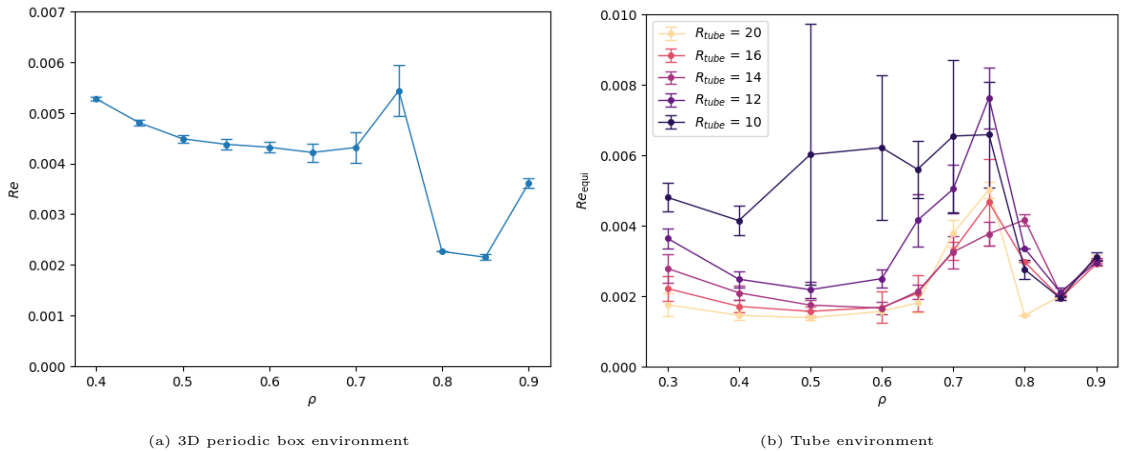 0.007
0.006
0.005
0.004
0.003
0.002
0.001
0.000
Re
0.4 0.5 0.6 0.7 0.8 0.9
ρ
(a) 3D periodic box environment
0.010
0.008
0.006
0.004
0.002
0.000
Re_equi
R_tube = 20
R_tube = 16
R_tube = 14
R_tube = 12
R_tube = 10
0.3 0.4 0.5 0.6 0.7 0.8 0.9
ρ
(b) Tube environment